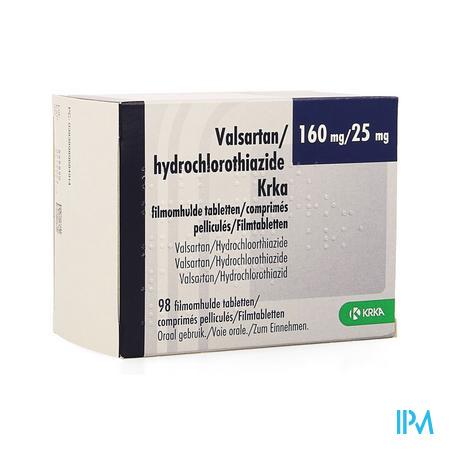 Valsartan/
hydrochlorothiazide
Krka
160 mg/25 mg
filmomhulde tabletten/comprimés
pelliculés/Filmtabletten
Valsartan/Hydrochloorthiazide
Valsartan/Hydrochlorothiazide
Valsartan/Hydrochlorothiazid
98 filmomhulde tabletten/
comprimés pelliculés/Filmtabletten
Oraal gebruik./Voie orale./Zum Einnehmen.
KRKA
IPM